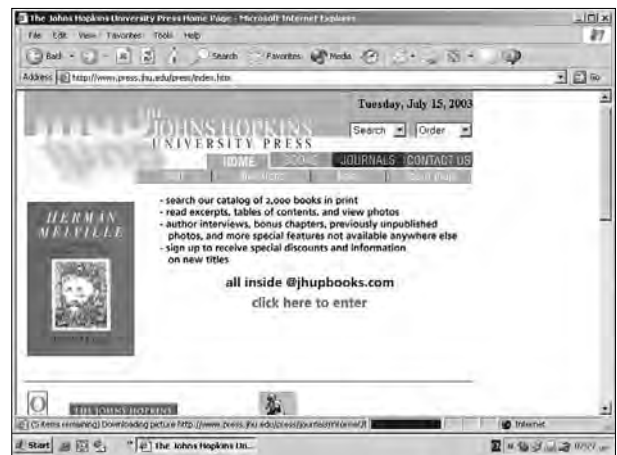 The Johns Hopkins University Press Home Page - Microsoft Internet Explorer
File Edit View Favorites Tools Help
Back Search Favorites Media
Address http://www.press.jhu.edu/press/index.htm Go
Tuesday, July 15, 2003
THE
JOHNS HOPKINS
UNIVERSITY PRESS
Search Order
HOME BOOKS JOURNALS CONTACT US
HERMAN
MELVILLE
- search our catalog of 2,000 books in print
- read excerpts, tables of contents, and view photos
- author interviews, bonus chapters, previously unpublished
photos, and more special features not available anywhere else
- sign up to receive special discounts and information
on new titles
all inside @jhupbooks.com
click here to enter
THE JOHNS HOPKINS
(5 items remaining) Downloading picture Internet
Start The Johns Hopkins Un...